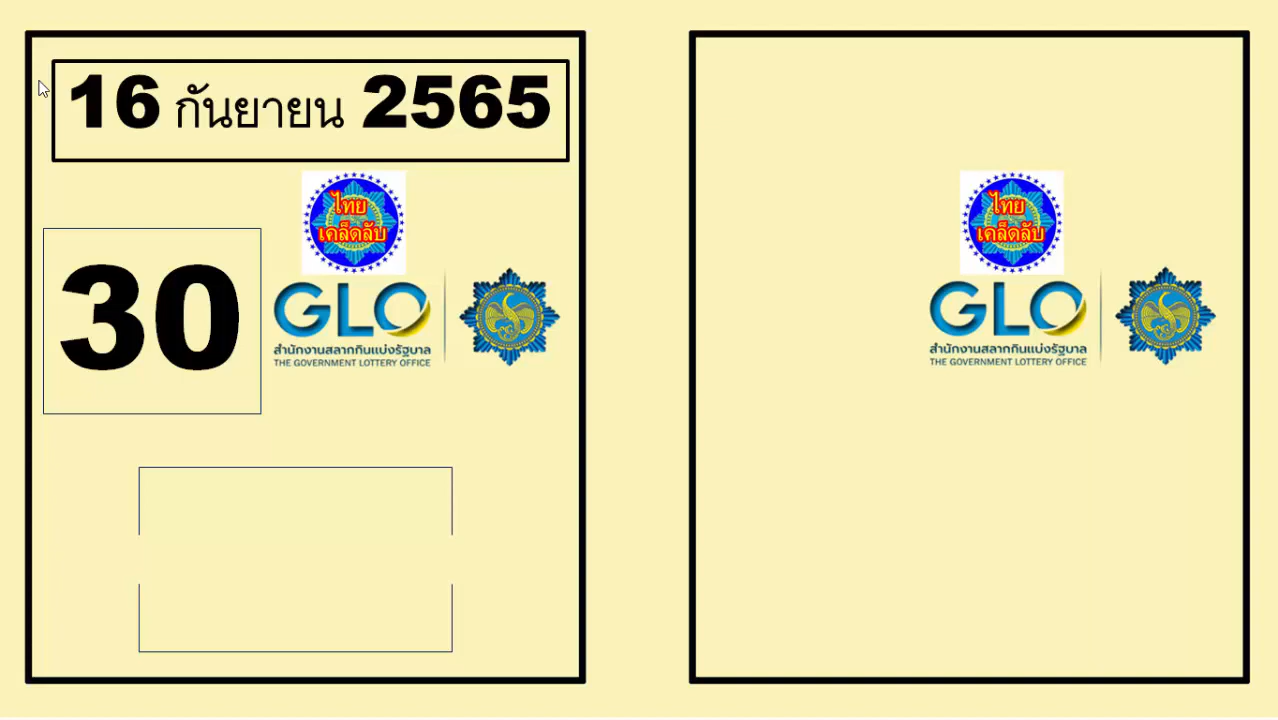 16 กันยายน 2565
ไทย
เคล็ดลับ
30
GLO
สำนักงานสลากกินแบ่งรัฐบาล
THE GOVERNMENT LOTTERY OFFICE
ไทย
เคล็ดลับ
GLO
สำนักงานสลากกินแบ่งรัฐบาล
THE GOVERNMENT LOTTERY OFFICE